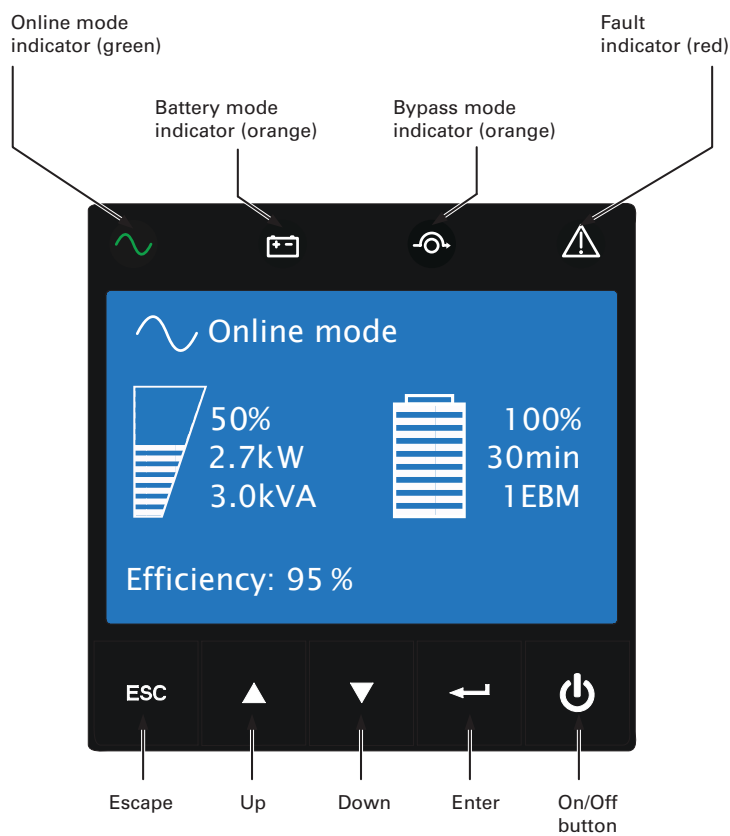 Online mode
indicator (green)
Fault
indicator (red)
Battery mode
indicator (orange)
Bypass mode
indicator (orange)
Online mode
50%
2.7kW
3.0kVA
100%
30min
1EBM
Efficiency: 95 %
ESC
Escape
Up
Down
Enter
On/Off
button